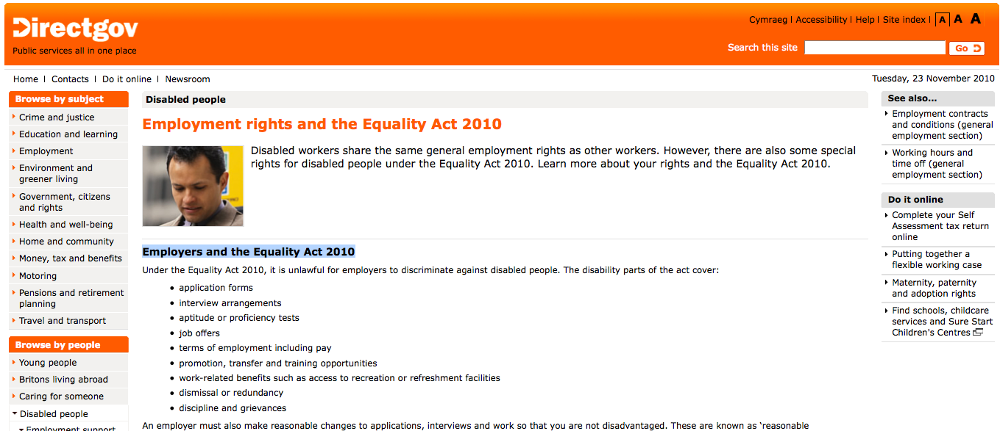 Directgov
Public services all in one place
Cymraeg | Accessibility | Help | Site index | A A A
Search this site
Go
Home | Contacts | Do it online | Newsroom
Tuesday, 23 November 2010
Browse by subject
Crime and justice
Education and learning
Employment
Environment and
greener living
Government, citizens
and rights
Health and well-being
Home and community
Money, tax and benefits
Motoring
Pensions and retirement
planning
Travel and transport
Browse by people
Young people
Britons living abroad
Caring for someone
Disabled people
Employment support
Disabled people
Employment rights and the Equality Act 2010
Disabled workers share the same general employment rights as other workers. However, there are also some special
rights for disabled people under the Equality Act 2010. Learn more about your rights and the Equality Act 2010.
Employers and the Equality Act 2010
Under the Equality Act 2010, it is unlawful for employers to discriminate against disabled people. The disability parts of the act cover:
application forms
interview arrangements
aptitude or proficiency tests
job offers
terms of employment including pay
promotion, transfer and training opportunities
work-related benefits such as access to recreation or refreshment facilities
dismissal or redundancy
discipline and grievances
An employer must also make reasonable changes to applications, interviews and work so that you are not disadvantaged. These are known as ‘reasonable
See also...
Employment contracts
and conditions (general
employment section)
Working hours and
time off (general
employment section)
Do it online
Complete your Self
Assessment tax return
online
Putting together a
flexible working case
Maternity, paternity
and adoption rights
Find schools, childcare
services and Sure Start
Children's Centres